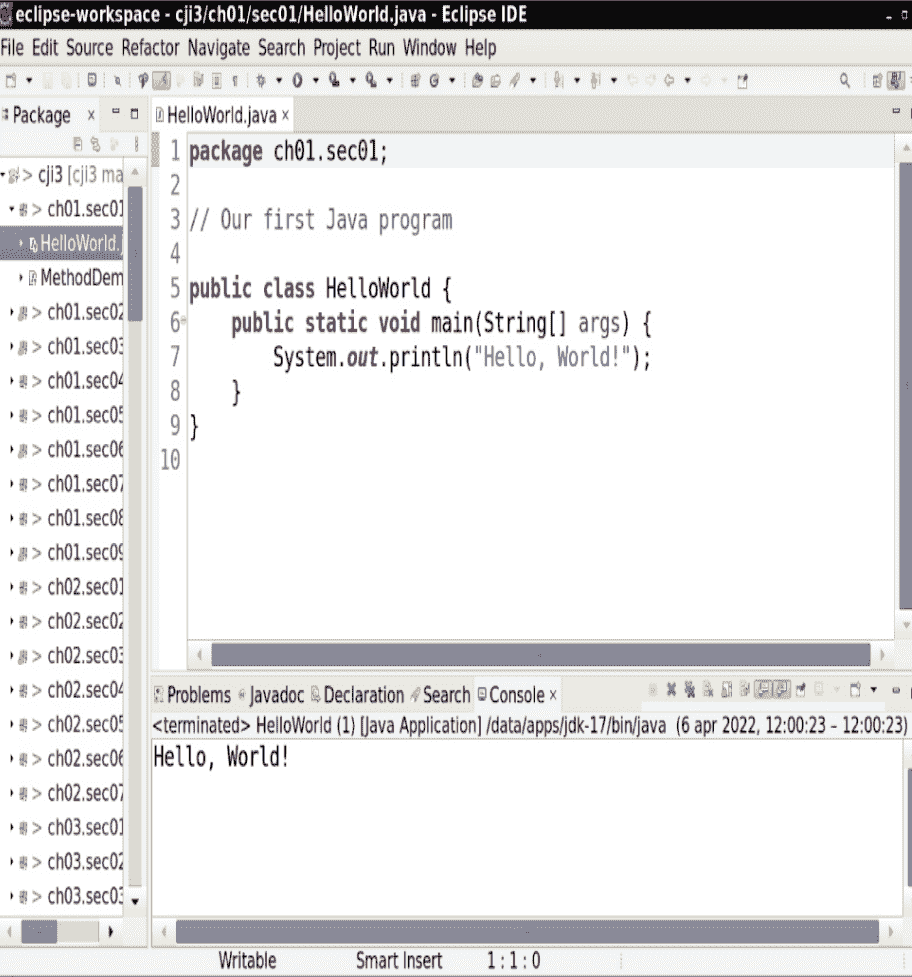 eclipse-workspace - cji3/ch01/sec01/HelloWorld.java - Eclipse IDE
File Edit Source Refactor Navigate Search Project Run Window Help
Package
cji3 [cji3 ma
> ch01.sec01
HelloWorld.j
MethodDem
> ch01.sec02
> ch01.sec03
> ch01.sec04
> ch01.sec05
> ch01.sec06
> ch01.sec07
> ch01.sec08
> ch01.sec09
> ch02.sec01
> ch02.sec02
> ch02.sec03
> ch02.sec04
> ch02.sec05
> ch02.sec06
> ch02.sec07
> ch03.sec01
> ch03.sec02
> ch03.sec03
HelloWorld.java
1 package ch01.sec01;
2
3 // Our first Java program
4
5 public class HelloWorld {
6 public static void main(String[] args) {
7 System.out.println("Hello, World!");
8 }
9 }
10
Problems Javadoc Declaration Search Console
<terminated> HelloWorld (1) [Java Application] /data/apps/jdk-17/bin/java (6 apr 2022, 12:00:23 – 12:00:23)
Hello, World!
Writable Smart Insert 1:1:0